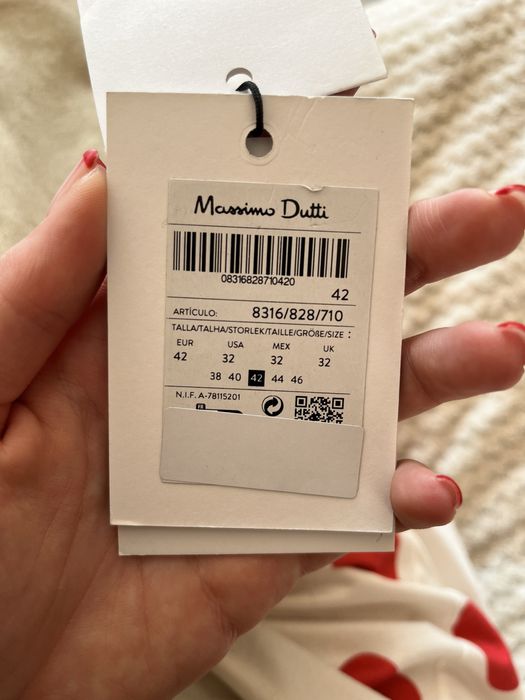 Massimo Dutti
08316828710420
42
ARTÍCULO: 8316/828/710
TALLA/TALHA/STORLEK/TAILLE/GRÖßE/SIZE :
EUR USA MEX UK
42 32 32 32
38 40 42 44 46
N.I.F. A-78115201
FR